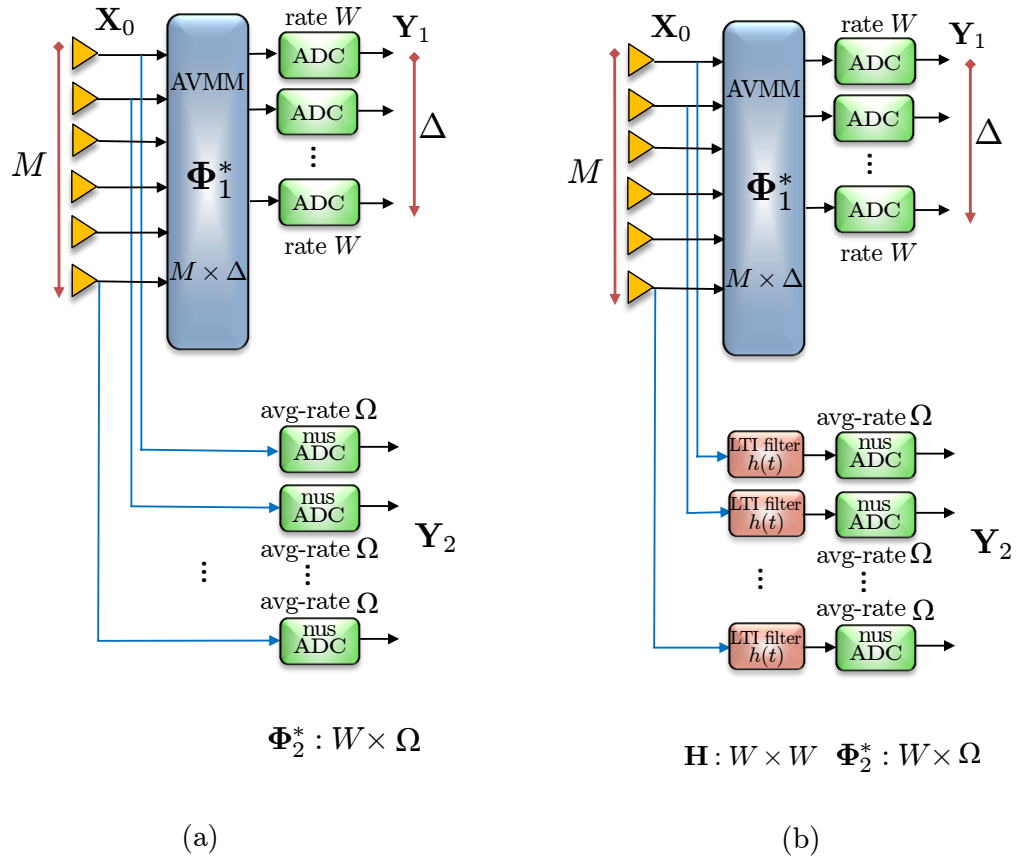 X₀
rate W
Y₁
ADC
AVMM
ADC
⋮
M
Δ
Φ₁*
ADC
rate W
M × Δ
avg-rate Ω
nus
ADC
nus
ADC
Y₂
avg-rate Ω
⋮
⋮
avg-rate Ω
nus
ADC
Φ₂* : W × Ω
(a)
X₀
rate W
Y₁
ADC
AVMM
ADC
⋮
M
Δ
Φ₁*
ADC
rate W
M × Δ
avg-rate Ω
LTI filter
h(t)
nus
ADC
LTI filter
h(t)
nus
ADC
Y₂
avg-rate Ω
⋮
⋮
avg-rate Ω
LTI filter
h(t)
nus
ADC
H : W × W Φ₂* : W × Ω
(b)